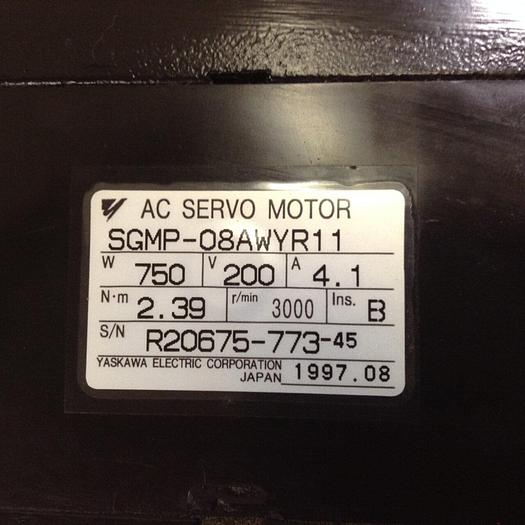 AC SERVO MOTOR
SGMP-08AWYR11
W 750 V 200 A 4.1
N·m 2.39 r/min 3000 Ins. B
S/N R20675-773-45
YASKAWA ELECTRIC CORPORATION
JAPAN 1997.08